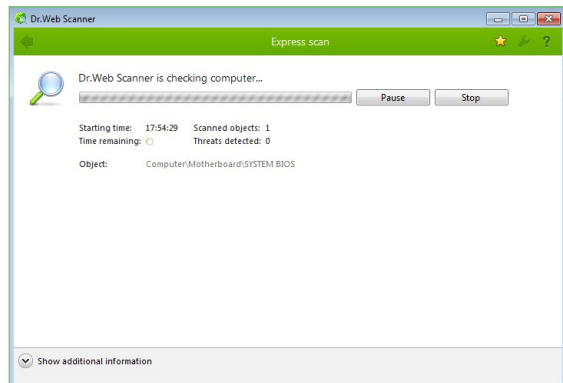 Dr.Web Scanner
Express scan
?
Dr.Web Scanner is checking computer...
Pause
Stop
Starting time: 17:54:29 Scanned objects: 1
Time remaining: Threats detected: 0
Object: Computer\Motherboard\SYSTEM BIOS
Show additional information